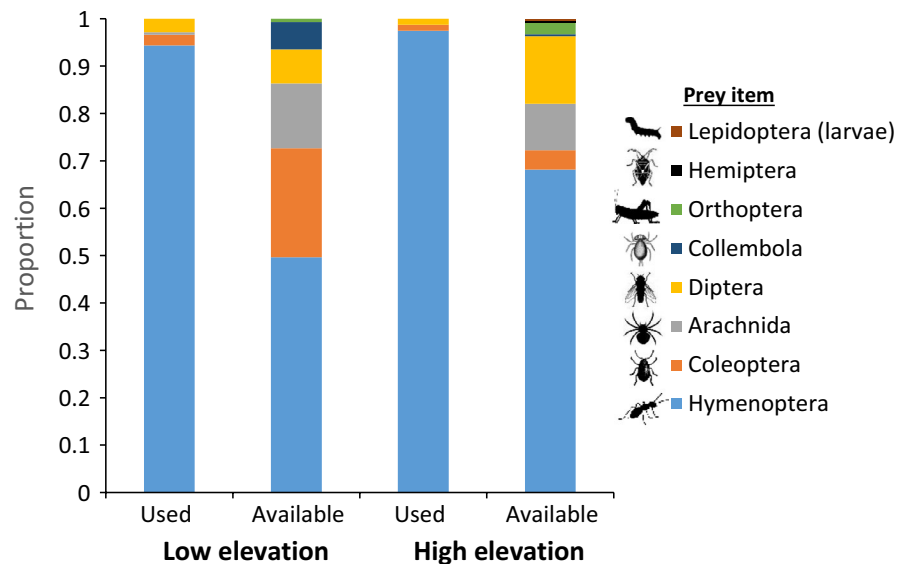 Proportion
1
0.9
0.8
0.7
0.6
0.5
0.4
0.3
0.2
0.1
0
Used
Available
Used
Available
Low elevation
High elevation
Prey item
Lepidoptera (larvae)
Hemiptera
Orthoptera
Collembola
Diptera
Arachnida
Coleoptera
Hymenoptera